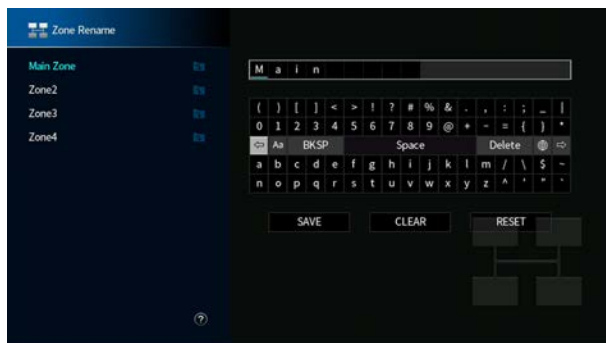 Zone Rename
Main Zone
Zone2
Zone3
Zone4
M a i n
( ) [ ] < > ! ? # % & . , : ; _ |
0 1 2 3 4 5 6 7 8 9 @ + - = { } *
⇦ Aa BKSP Space Delete ⇨
a b c d e f g h i j k l m / \ $ ~
n o p q r s t u v w x y z ^ ' " `
SAVE CLEAR RESET
?